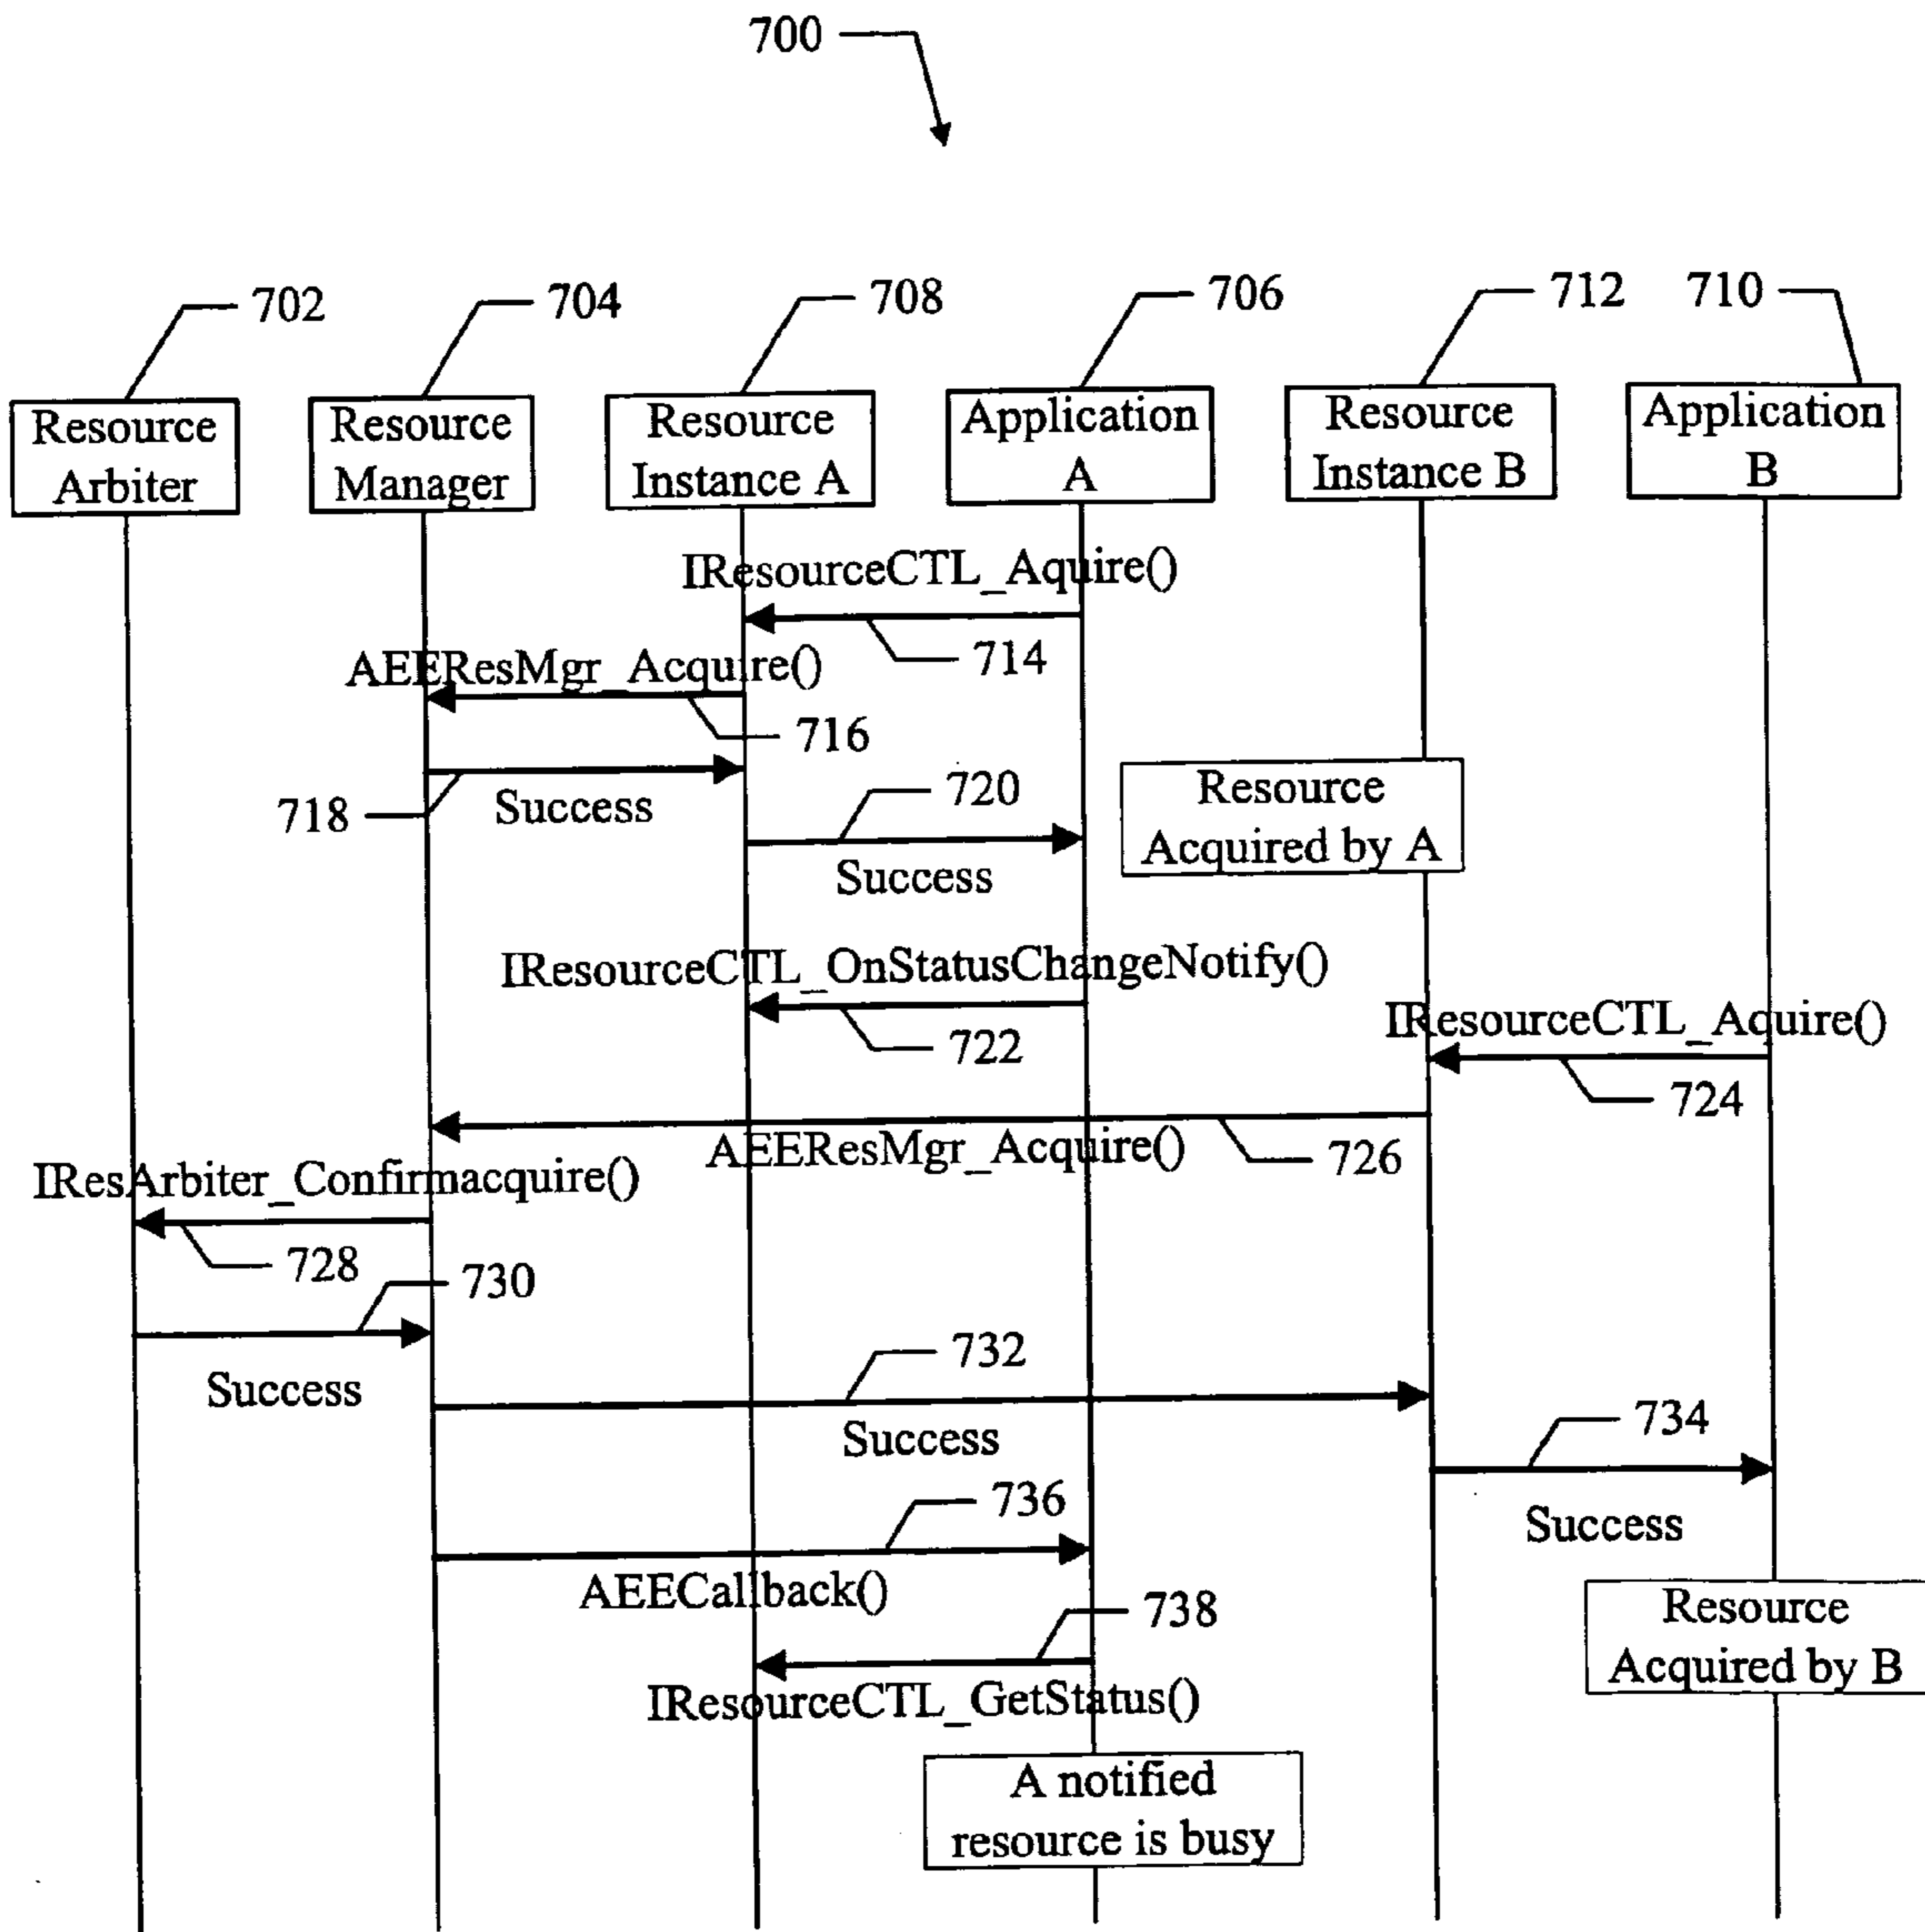 700
702
704
708
706
712
710
Resource
Arbiter
Resource
Manager
Resource
Instance A
Application
A
Resource
Instance B
Application
B
IResourceCTL_Aquire()
714
AEEResMgr_Acquire()
716
718
Success
720
Success
Resource
Acquired by A
IResourceCTL_OnStatusChangeNotify()
722
IResourceCTL_Aquire()
724
AEEResMgr_Acquire()
726
IResArbiter_Confirmacquire()
728
730
Success
732
Success
734
Success
736
AEECallback()
738
IResourceCTL_GetStatus()
Resource
Acquired by B
A notified
resource is busy